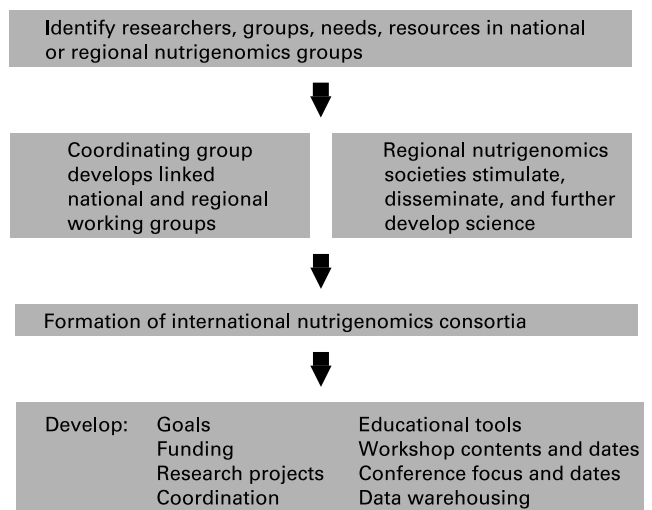 Identify researchers, groups, needs, resources in national
or regional nutrigenomics groups
Coordinating group
develops linked
national and regional
working groups
Regional nutrigenomics
societies stimulate,
disseminate, and further
develop science
Formation of international nutrigenomics consortia
Develop: Goals Educational tools
Funding Workshop contents and dates
Research projects Conference focus and dates
Coordination Data warehousing